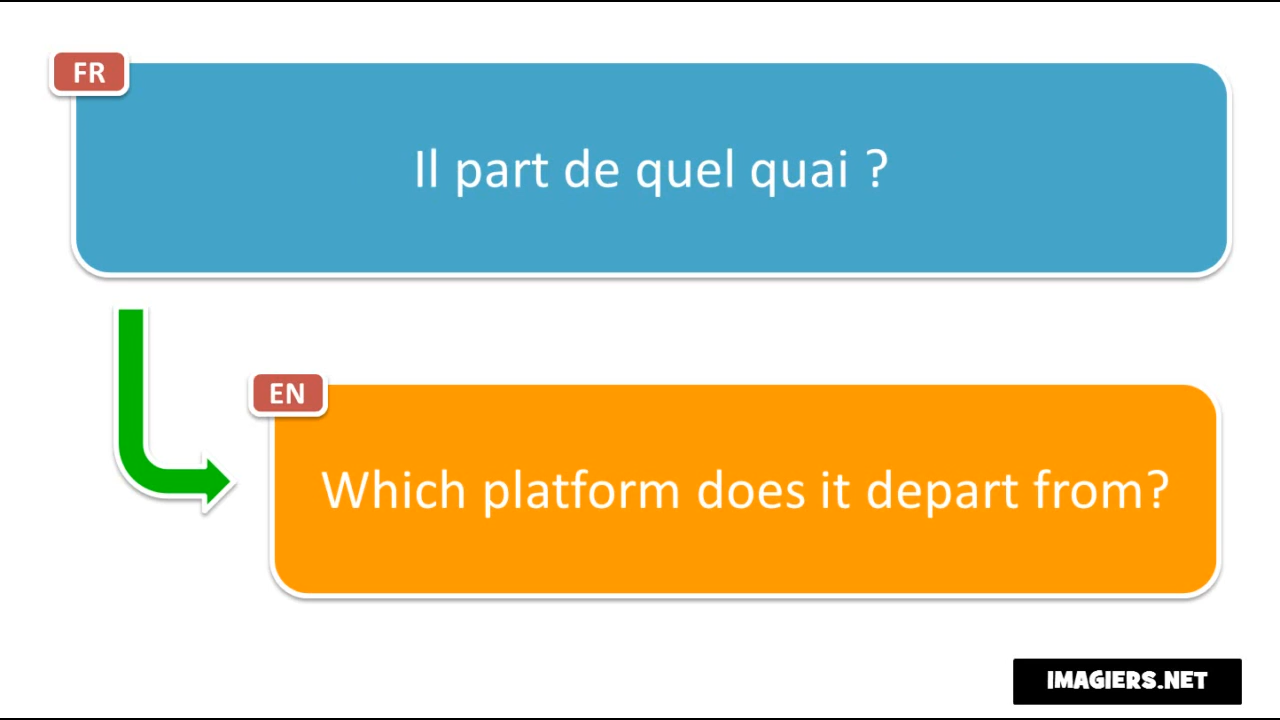 FR
Il part de quel quai ?
EN
Which platform does it depart from?
IMAGIERS.NET